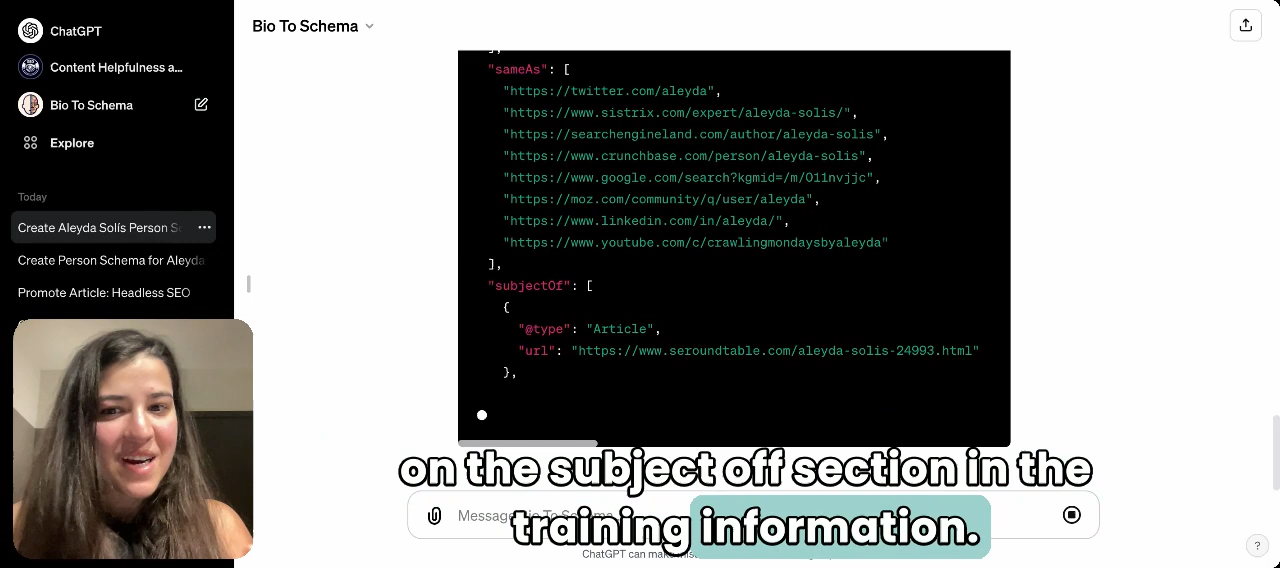 ChatGPT
Content Helpfulness a...
Bio To Schema
Explore
Today
Create Aleyda Solís Person S
Create Person Schema for Aleyda
Promote Article: Headless SEO
Bio To Schema
],
"sameAs": [
"https://twitter.com/aleyda",
"https://www.sistrix.com/expert/aleyda-solis/",
"https://searchengineland.com/author/aleyda-solis",
"https://www.crunchbase.com/person/aleyda-solis",
"https://www.google.com/search?kgmid=/m/011nvjjc",
"https://moz.com/community/q/user/aleyda",
"https://www.linkedin.com/in/aleyda/",
"https://www.youtube.com/c/crawlingmondaysbyaleyda"
],
"subjectOf": [
{
"@type": "Article",
"url": "https://www.seroundtable.com/aleyda-solis-24993.html"
},
on the subject off section in the
training information.
Message Bio To Schema
ChatGPT can make
?